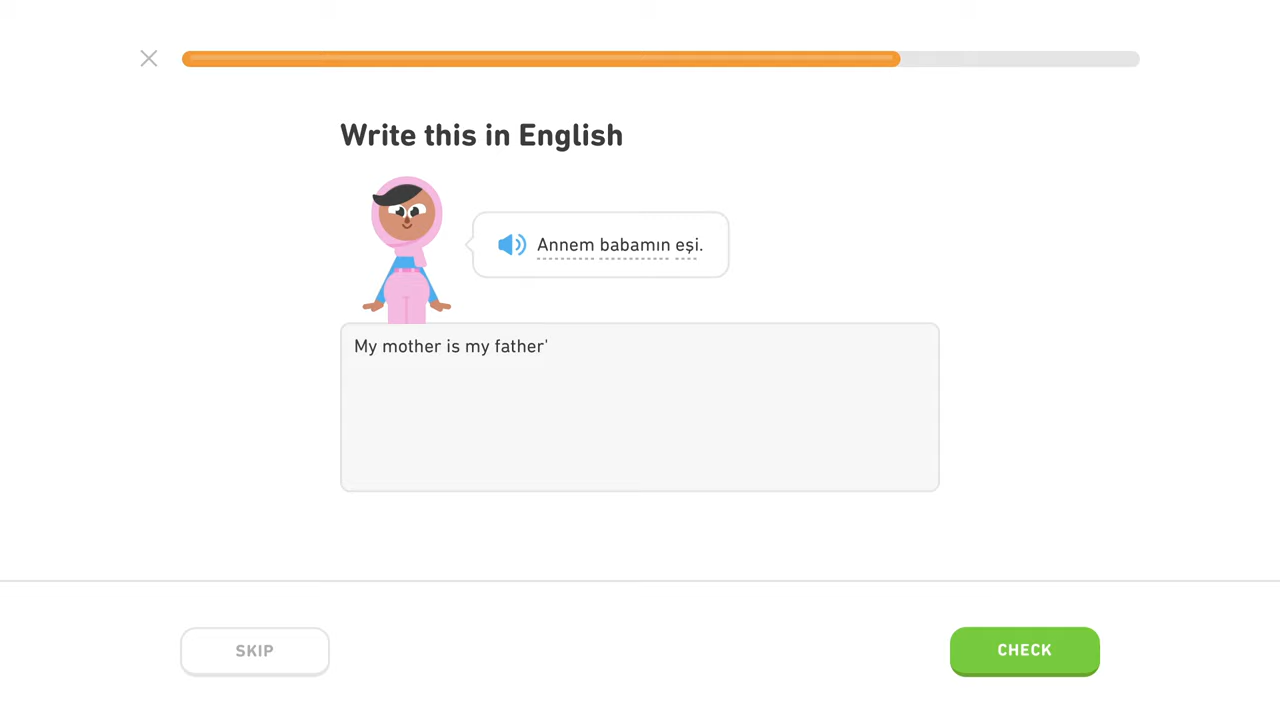 Write this in English
Annem babamın eşi.
My mother is my father'
SKIP
CHECK